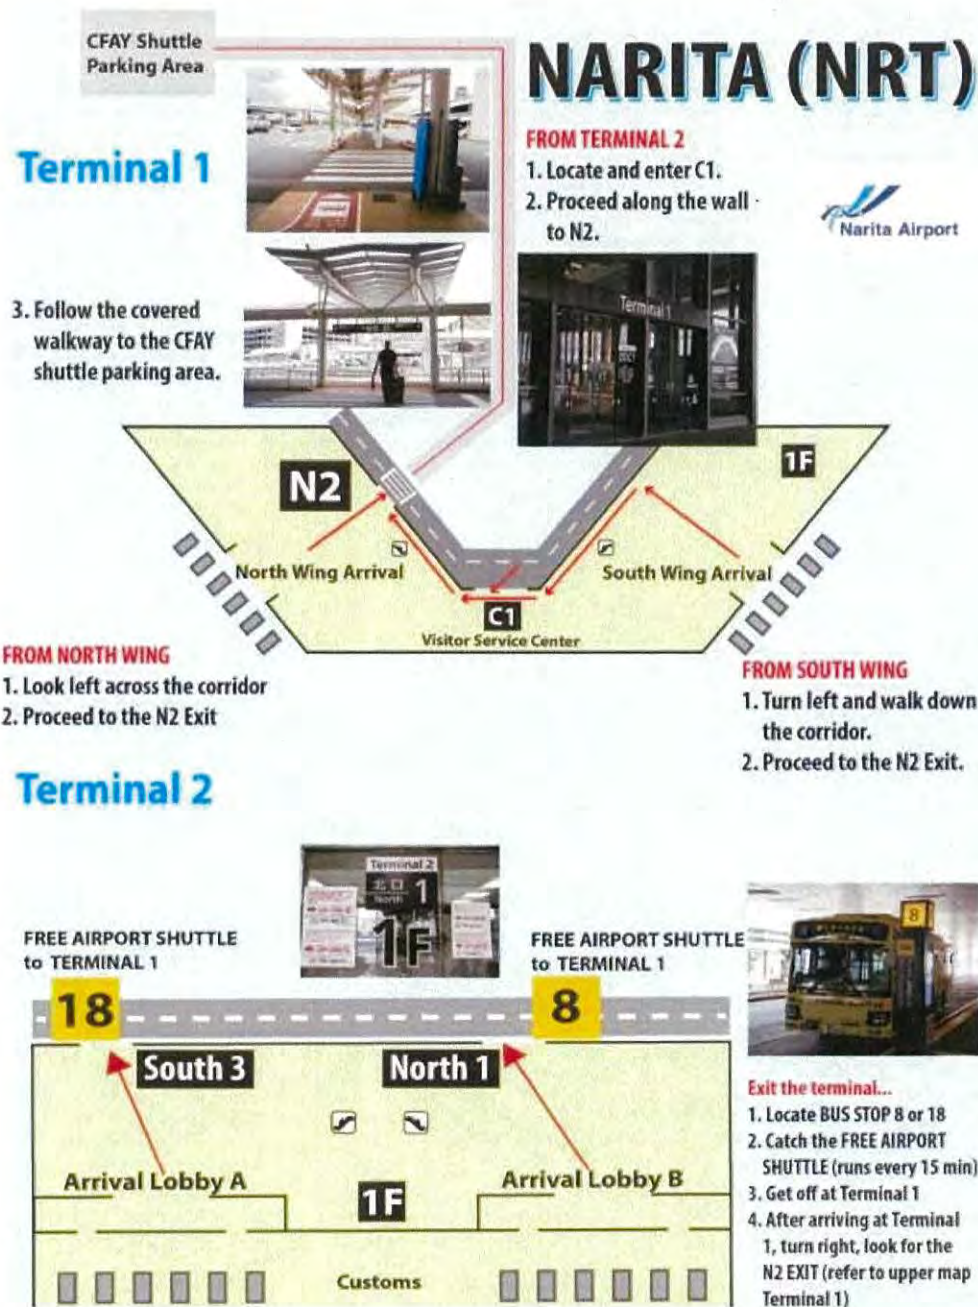 CFAY Shuttle
Parking Area
NARITA (NRT)
Terminal 1
FROM TERMINAL 2
1. Locate and enter C1.
2. Proceed along the wall
to N2.
Narita Airport
3. Follow the covered
walkway to the CFAY
shuttle parking area.
Terminal 1
N2
1F
North Wing Arrival
South Wing Arrival
C1
Visitor Service Center
FROM NORTH WING
1. Look left across the corridor
2. Proceed to the N2 Exit
FROM SOUTH WING
1. Turn left and walk down
the corridor.
2. Proceed to the N2 Exit.
Terminal 2
Terminal 2
北口 1
North
1F
FREE AIRPORT SHUTTLE
to TERMINAL 1
FREE AIRPORT SHUTTLE
to TERMINAL 1
8
18
8
South 3
North 1
Arrival Lobby A
Arrival Lobby B
1F
Customs
Exit the terminal...
1. Locate BUS STOP 8 or 18
2. Catch the FREE AIRPORT
SHUTTLE (runs every 15 min)
3. Get off at Terminal 1
4. After arriving at Terminal
1, turn right, look for the
N2 EXIT (refer to upper map
Terminal 1)